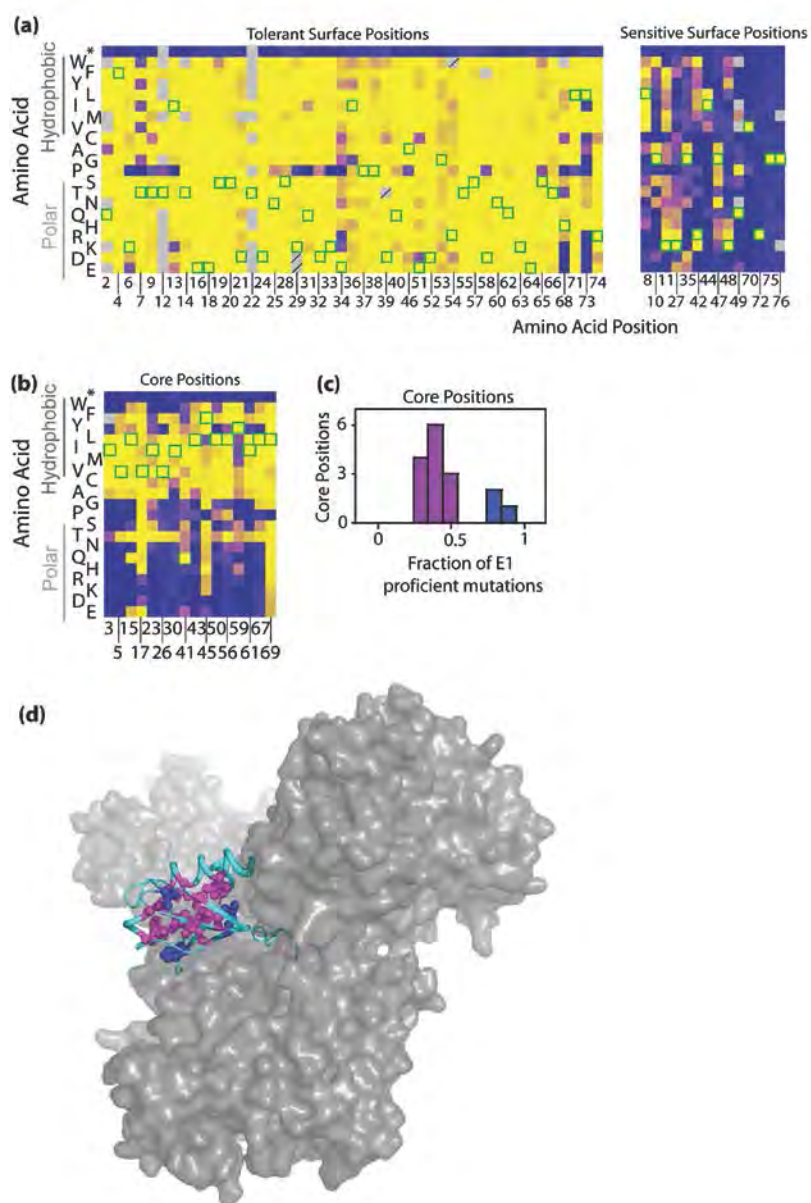 (a)
Tolerant Surface Positions
Sensitive Surface Positions
Amino Acid
Hydrophobic
Polar
*
W
F
Y
L
I
M
V
C
A
G
P
S
T
N
Q
H
R
K
D
E
2 6 9 13 16 19 21 24 28 31 33 36 38 40 51 53 55 58 62 64 66 71 74
4 7 12 14 18 20 22 25 29 32 34 37 39 46 52 54 57 60 63 65 68 73
8 11 35 44 48 70 75
10 27 42 47 49 72 76
Amino Acid Position
(b)
Core Positions
Amino Acid
Hydrophobic
Polar
*
W
F
Y
L
I
M
V
C
A
G
P
S
T
N
Q
H
R
K
D
E
3 15 23 30 43 50 59 67
5 17 26 41 45 56 61 69
(c)
Core Positions
Core Positions
6
3
0
0 0.5 1
Fraction of E1
proficient mutations
(d)